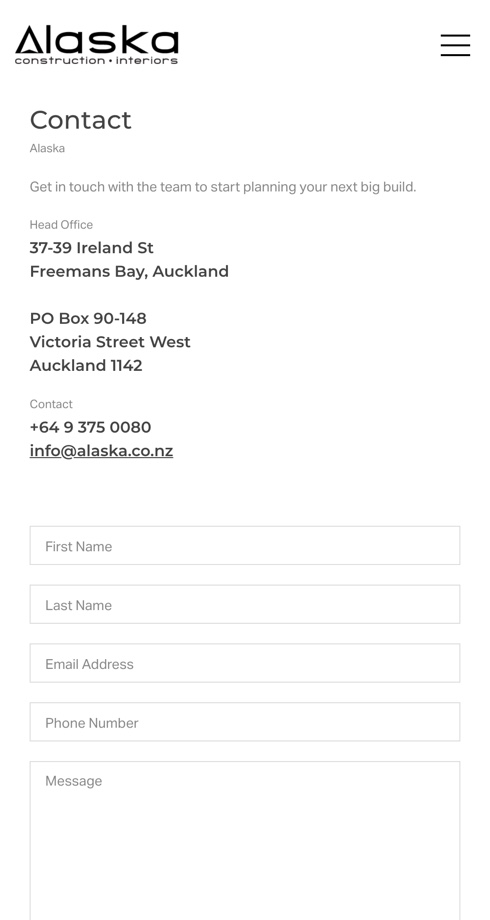 Alaska
construction • interiors
Contact
Alaska
Get in touch with the team to start planning your next big build.
Head Office
37-39 Ireland St
Freemans Bay, Auckland
PO Box 90-148
Victoria Street West
Auckland 1142
Contact
+64 9 375 0080
info@alaska.co.nz
First Name
Last Name
Email Address
Phone Number
Message